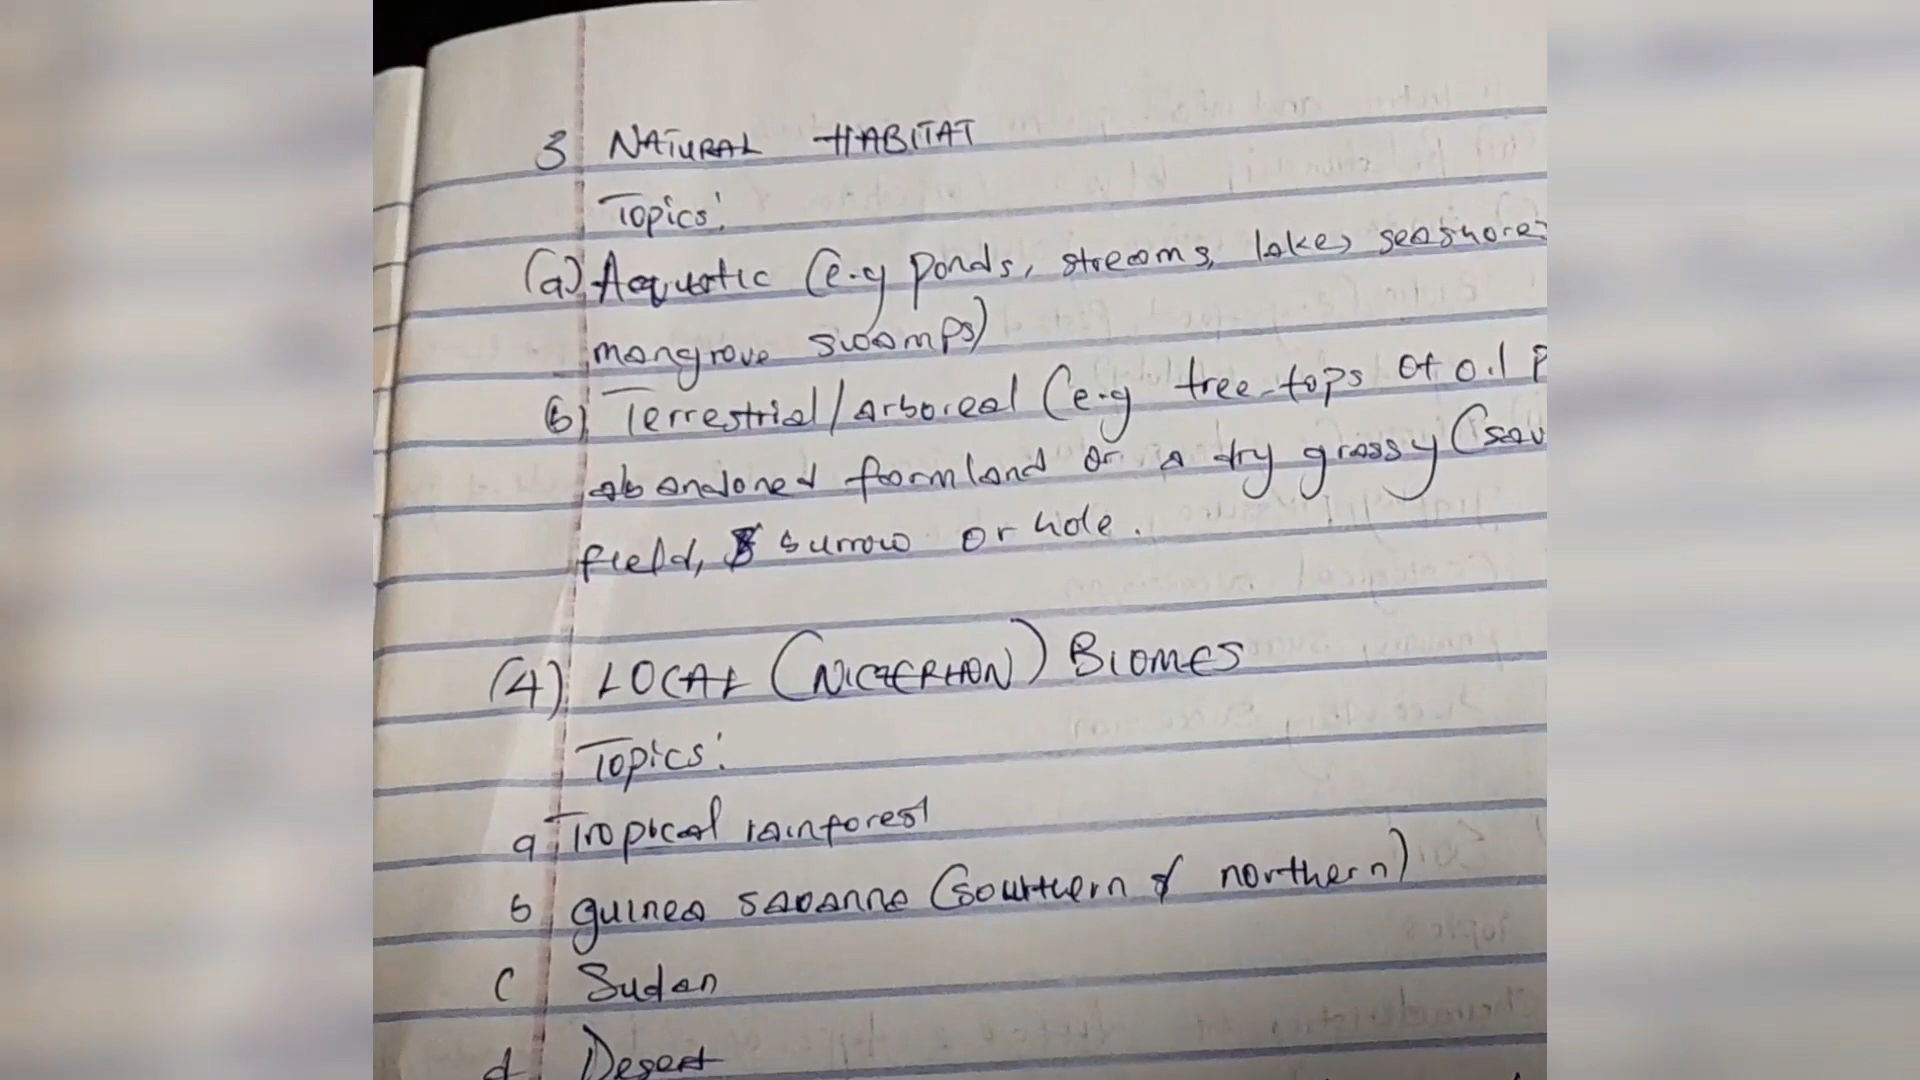 3 NATURAL HABITAT
Topics:
(a) Aquatic (e.g ponds, streams, lakes, seashores
mangrove swamps)
(b) Terrestrial/arboreal (e.g tree-tops of oil p
abandoned farmland or a dry grassy (sav
field, burrow or hole.
(4) LOCAL (NIGERIAN) BIOMES
Topics:
a Tropical rainforest
b guinea savanna (southern & northern)
c Sudan
d Desert